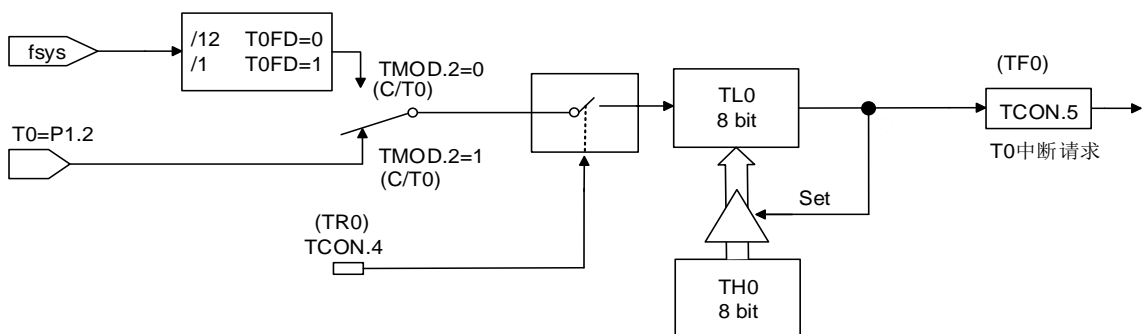 fsys
/12 T0FD=0
/1 T0FD=1
TMOD.2=0
(C/T0)
T0=P1.2
TMOD.2=1
(C/T0)
(TR0)
TCON.4
TL0
8 bit
(TF0)
TCON.5
T0中断请求
Set
TH0
8 bit